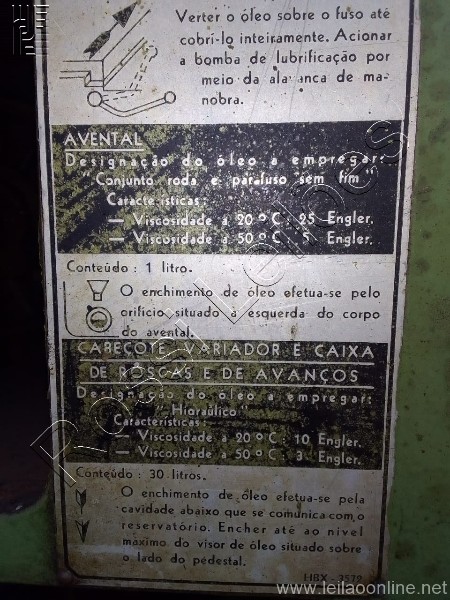 Verter o óleo sobre o fuso até
cobrí-lo inteiramente. Acionar
a bomba de lubrificação por
meio da alavanca de ma-
nobra.
AVENTAL
Designação do óleo a empregar:
"Conjunto roda e parafuso sem fim"
Características:
— Viscosidade a 20°C : 25 Engler.
— Viscosidade a 50°C : 5 Engler.
Conteúdo : 1 litro.
O enchimento de óleo efetua-se pelo
orifício situado à esquerda do corpo
do avental.
CABEÇOTE, VARIADOR E CAIXA
DE ROSCAS E DE AVANÇOS
Designação do óleo a empregar:
"Hidraúlico"
Características:
— Viscosidade a 20°C : 10 Engler.
— Viscosidade a 50°C : 3 Engler.
Conteúdo : 30 litros.
O enchimento de óleo efetua-se pela
cavidade abaixo que se comunica com o
reservatório. Encher até ao nível
máximo do visor de óleo situado sobre
o lado do pedestal.
HBX - 3572
www.leilaoonline.net